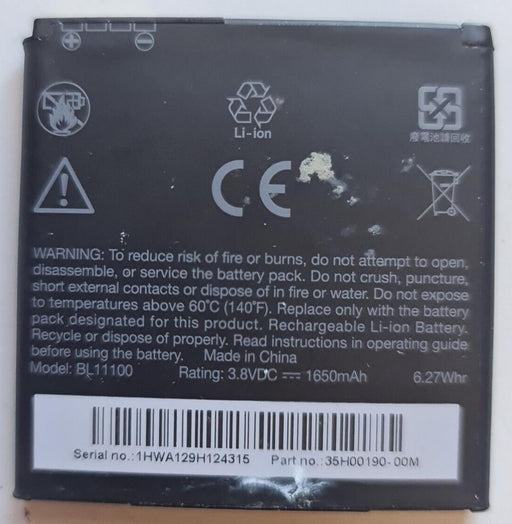 Li-ion
廢電池請回收
CE
WARNING: To reduce risk of fire or burns, do not attempt to open,
disassemble, or service the battery pack. Do not crush, puncture,
short external contacts or dispose of in fire or water. Do not expose
to temperatures above 60°C (140°F). Replace only with the battery
pack designated for this product. Rechargeable Li-ion Battery.
Recycle or dispose of properly. Read instructions in operating guide
before using the battery. Made in China
Model: BL11100 Rating: 3.8VDC ⎓ 1650mAh 6.27Whr
Serial no.:1HWA129H124315 Part no.:35H00190-00M